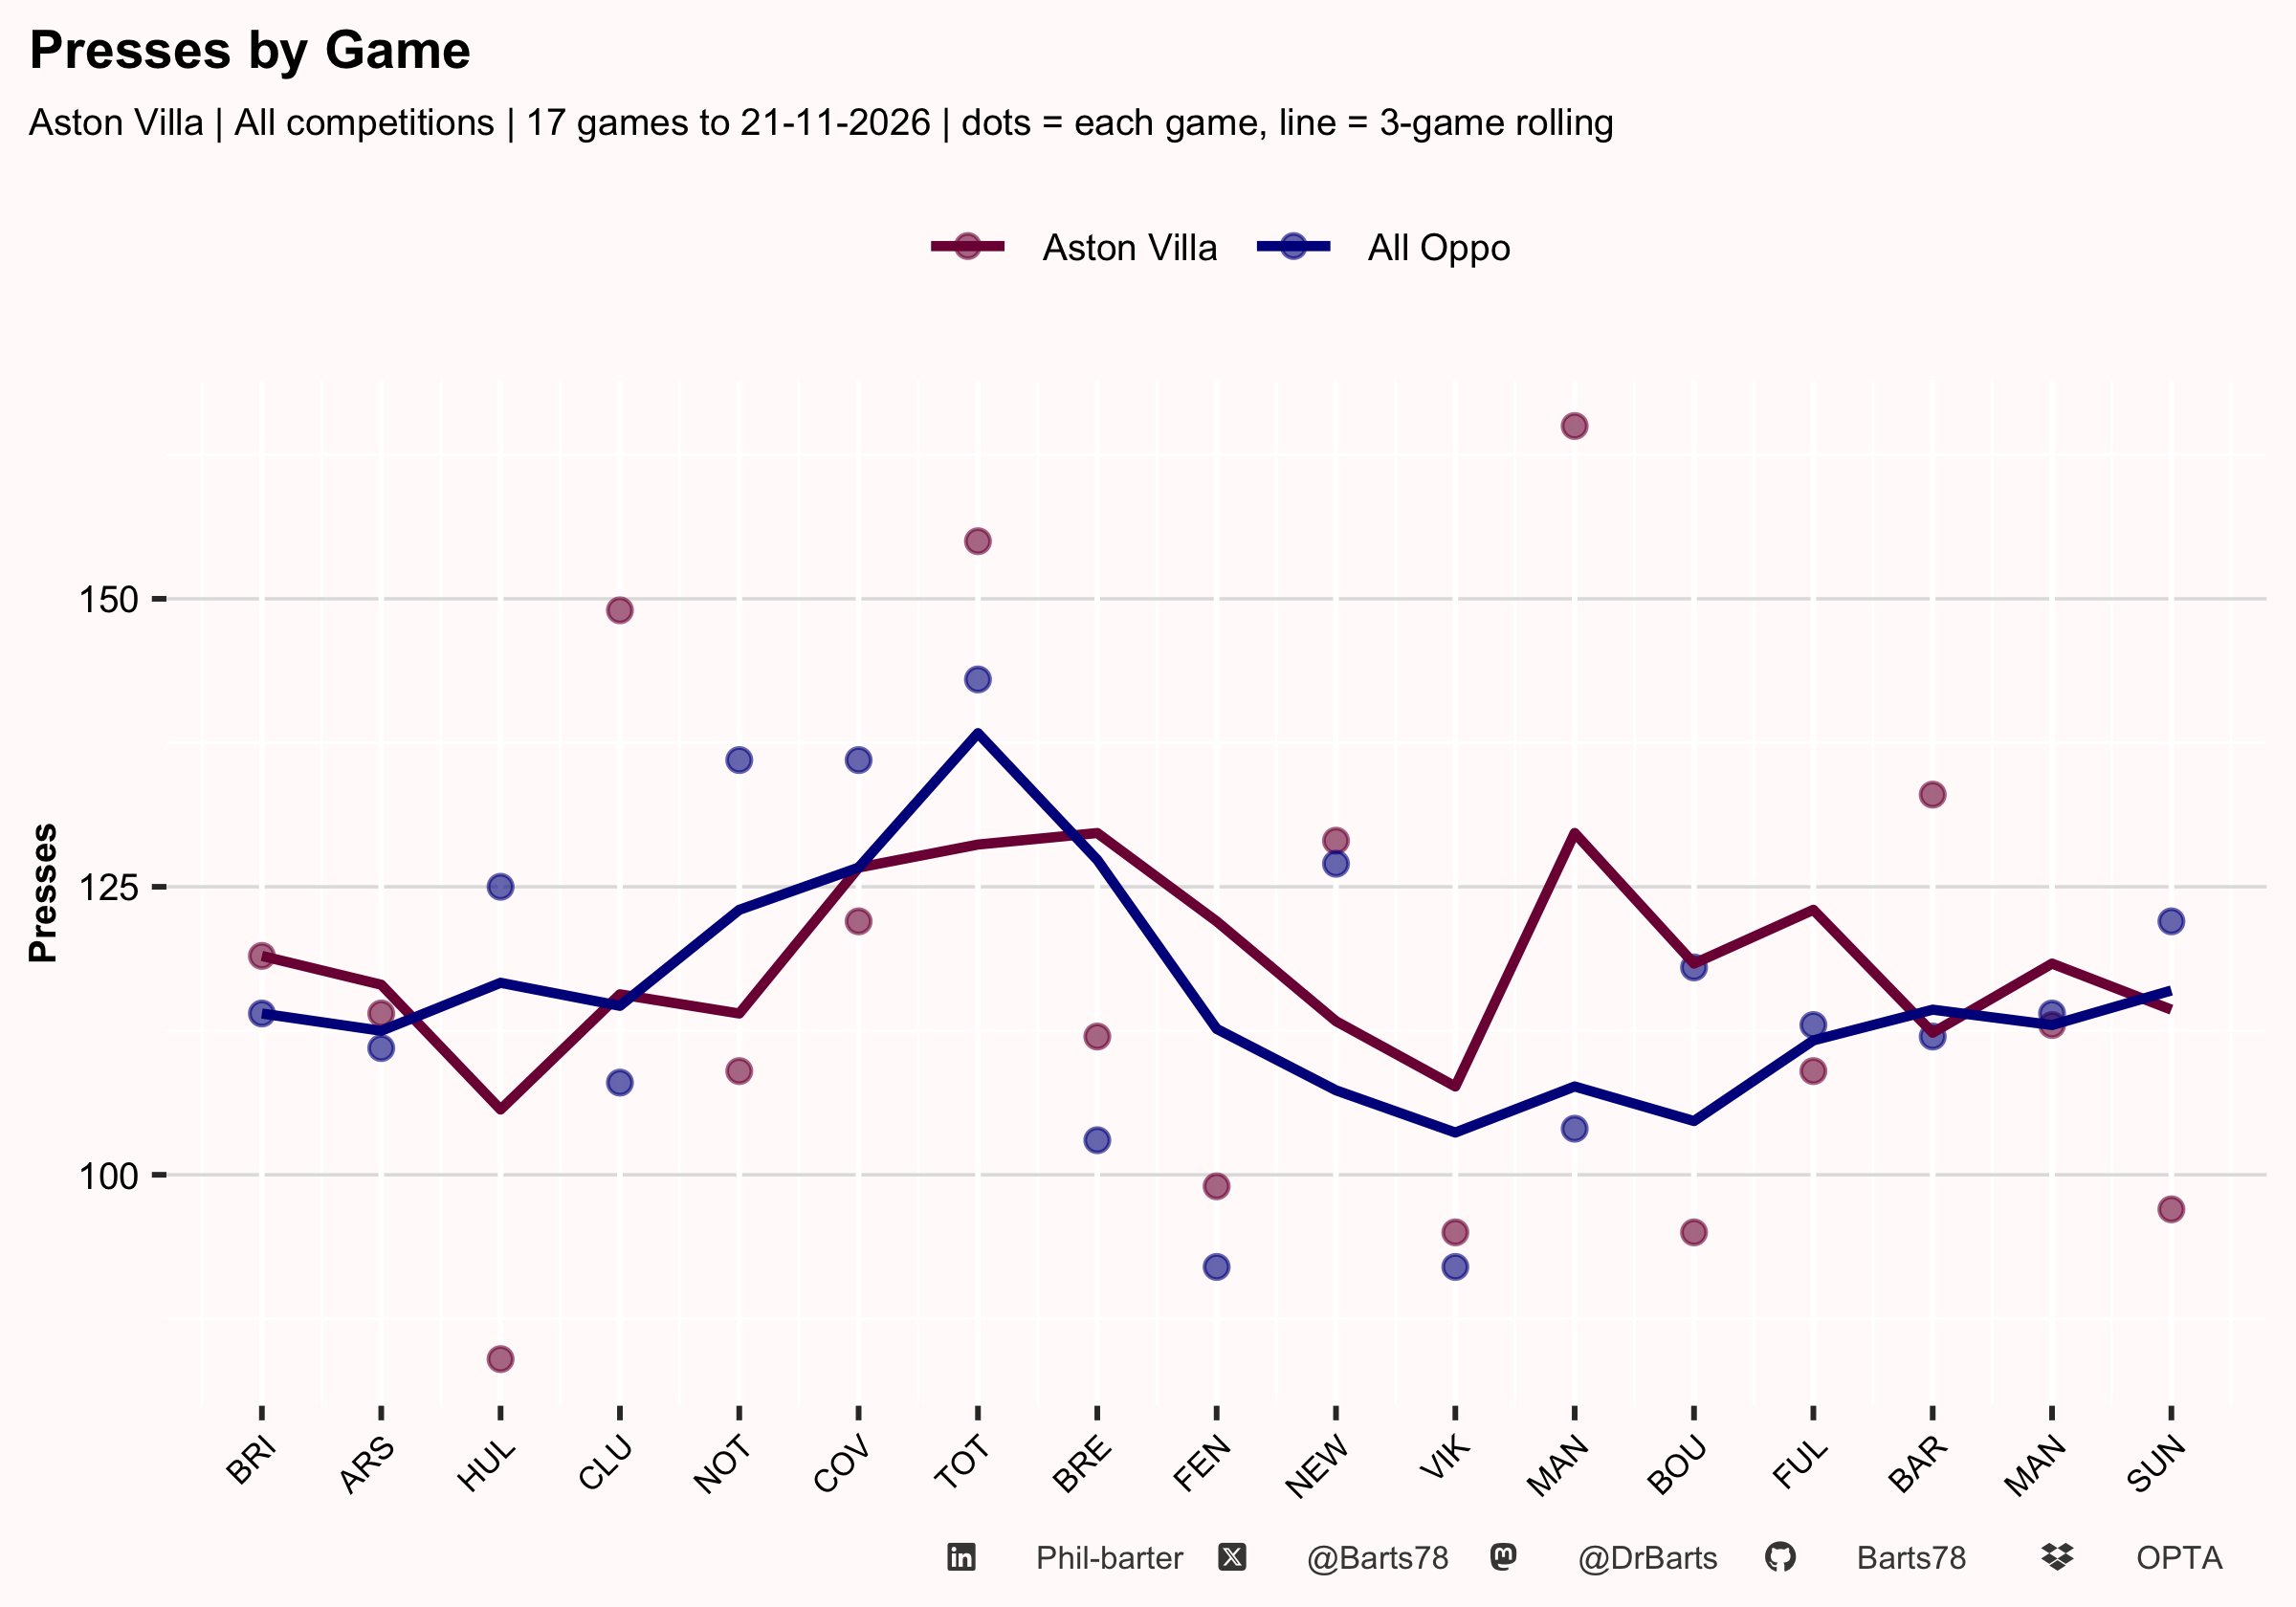 Presses by Game
Aston Villa | All competitions | 17 games to 21-11-2026 | dots = each game, line = 3-game rolling
Aston Villa All Oppo
Presses
150
125
100
BRI ARS HUL CLU NOT COV TOT BRE FEN NEW VIK MAN BOU FUL BAR MAN SUN
Phil-barter @Barts78 @DrBarts Barts78 OPTA